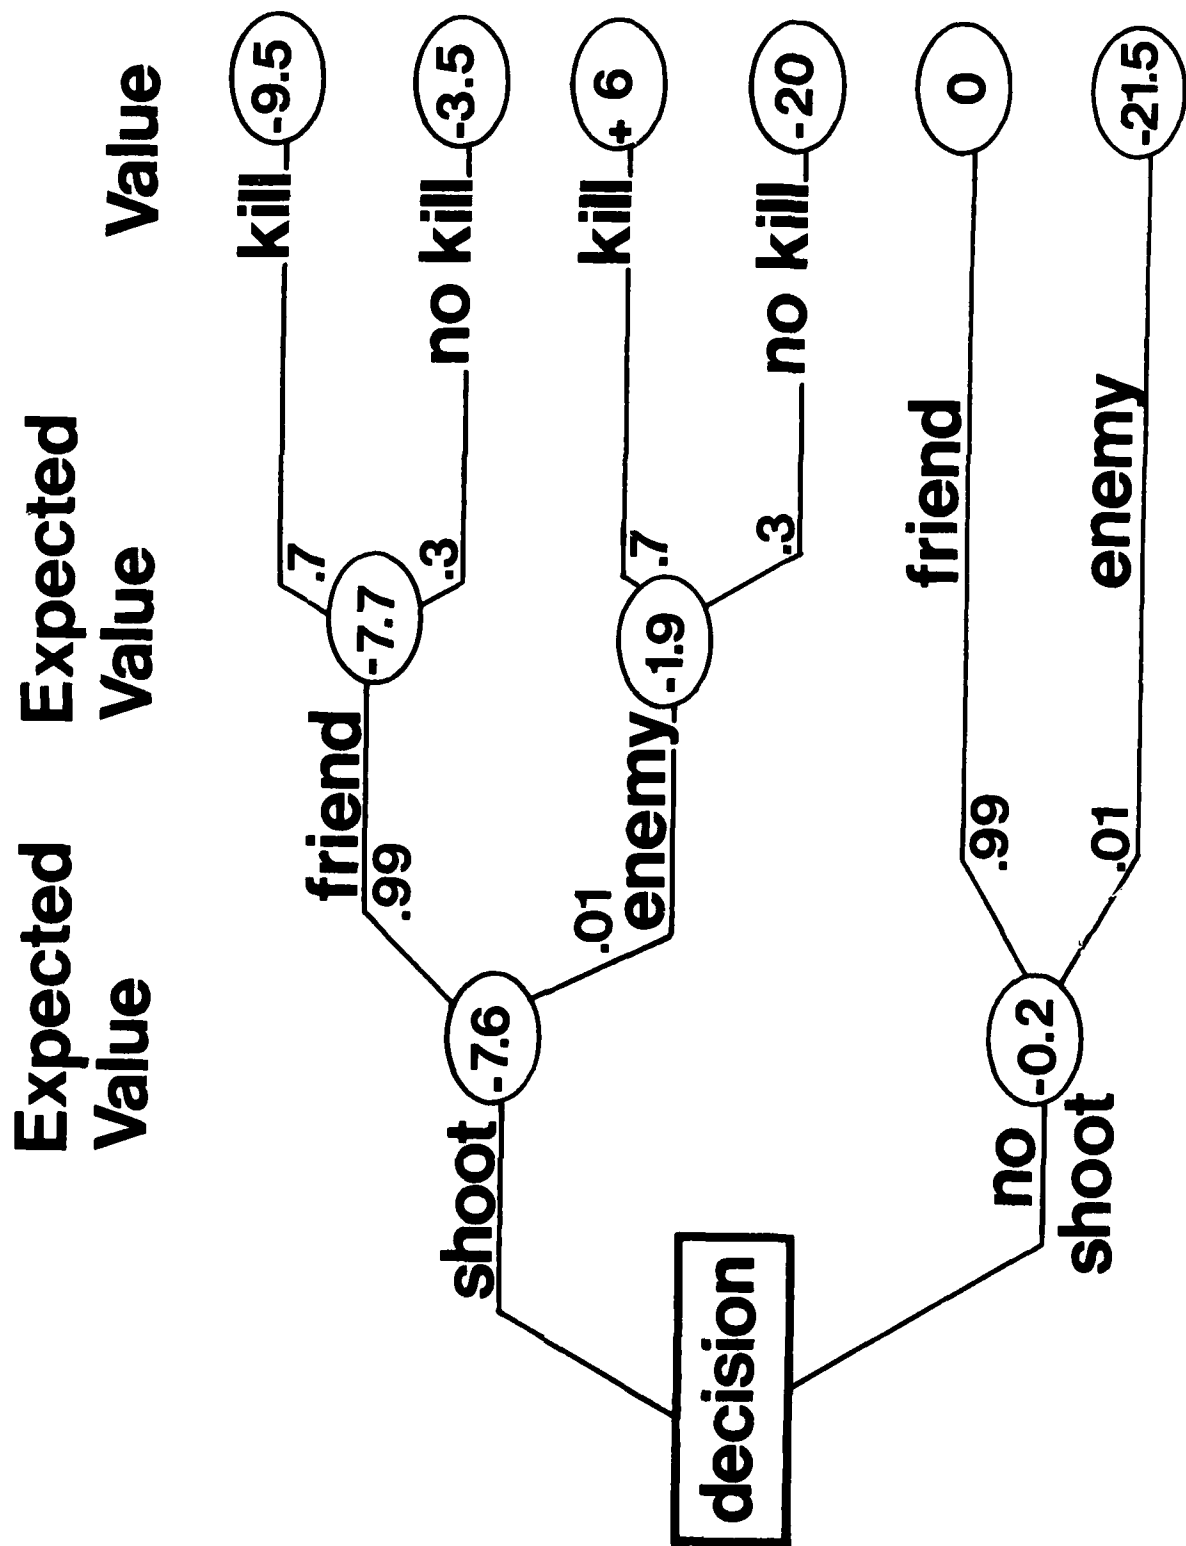 Expected
Value
Expected
Value
Value
kill
-9.5
.7
friend
.99
-7.7
.3
no kill
-3.5
shoot
-7.6
.01
enemy
-1.9
.7
kill
+ 6
.3
no kill
-20
decision
no
shoot
-0.2
.99
friend
0
.01
enemy
-21.5